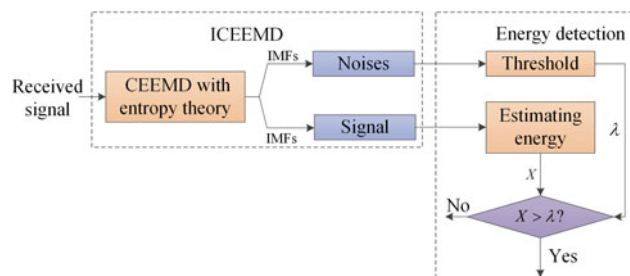 ICEEMD
Energy detection
Received
signal
CEEMD with
entropy theory
IMFs
Noises
Threshold
IMFs
Signal
Estimating
energy
λ
X
No
X > λ?
Yes